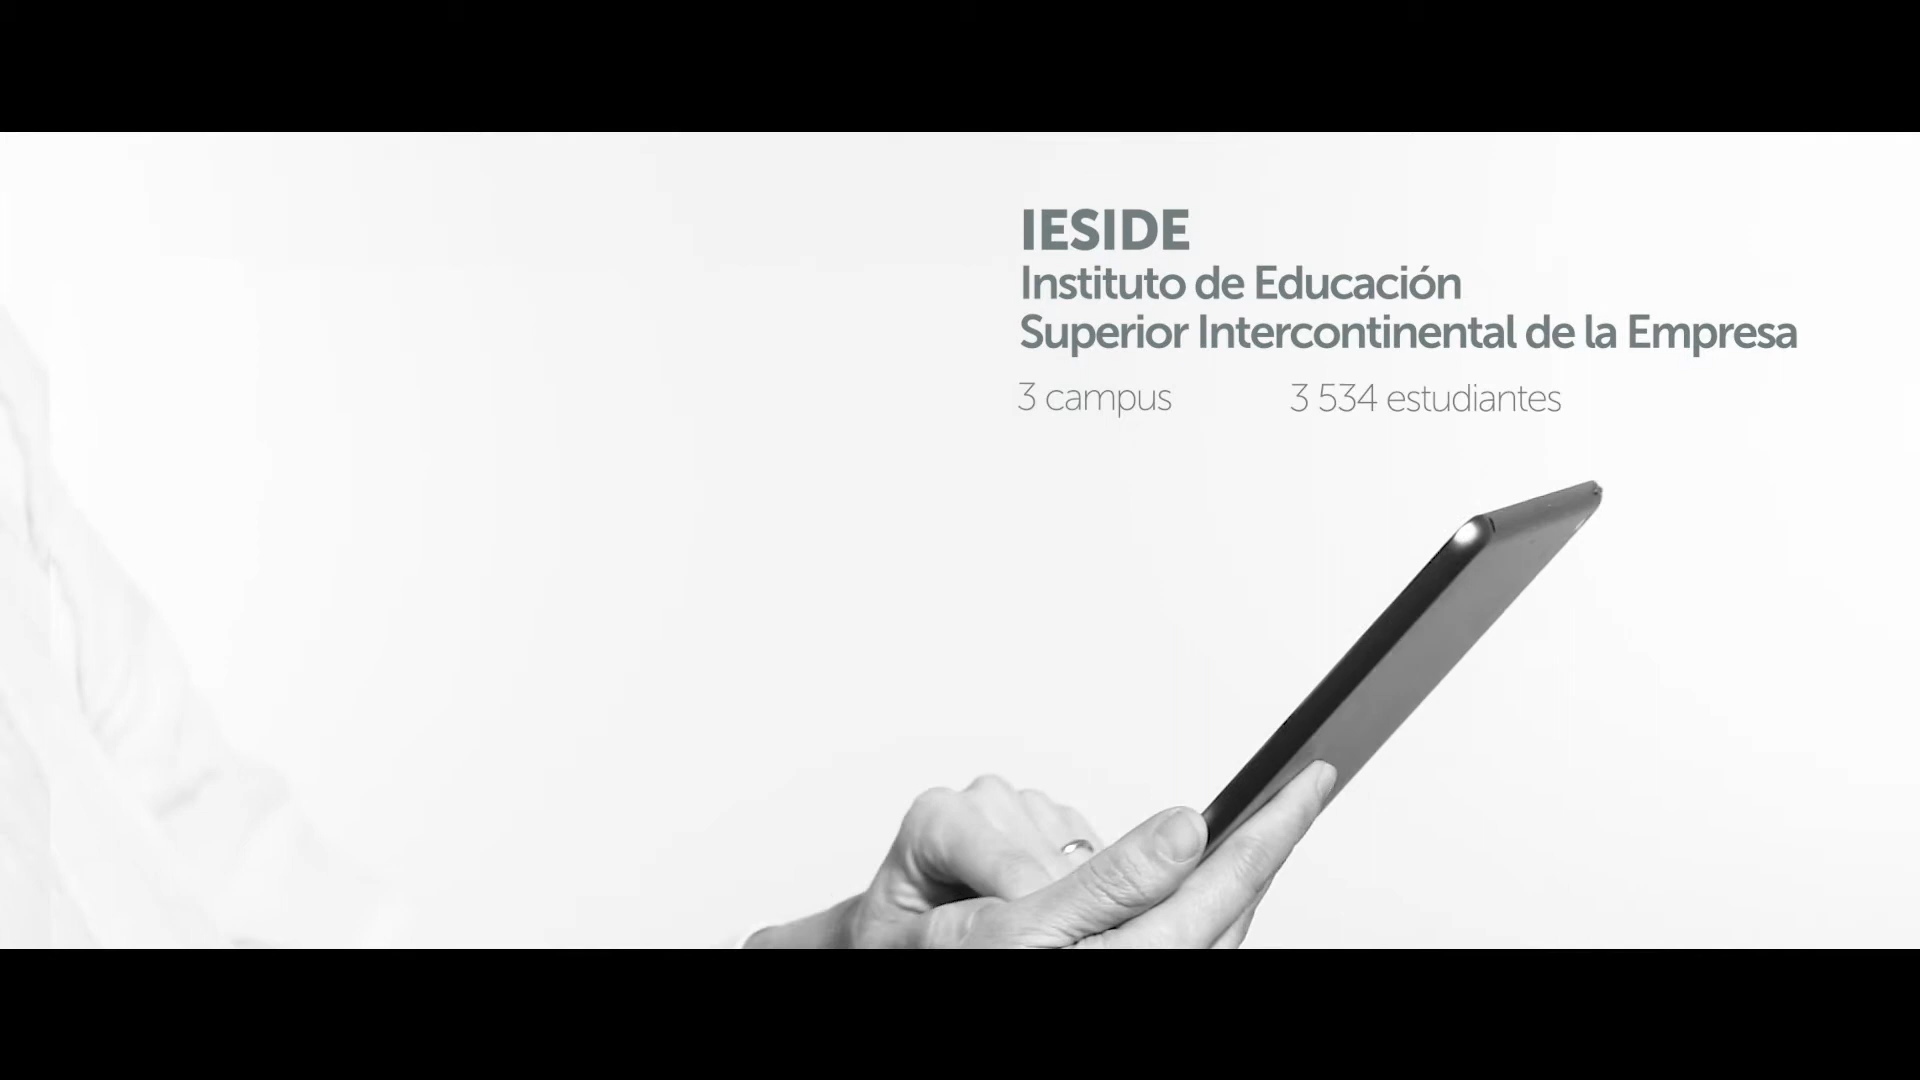 IESIDE
Instituto de Educación
Superior Intercontinental de la Empresa
3 campus 3 534 estudiantes